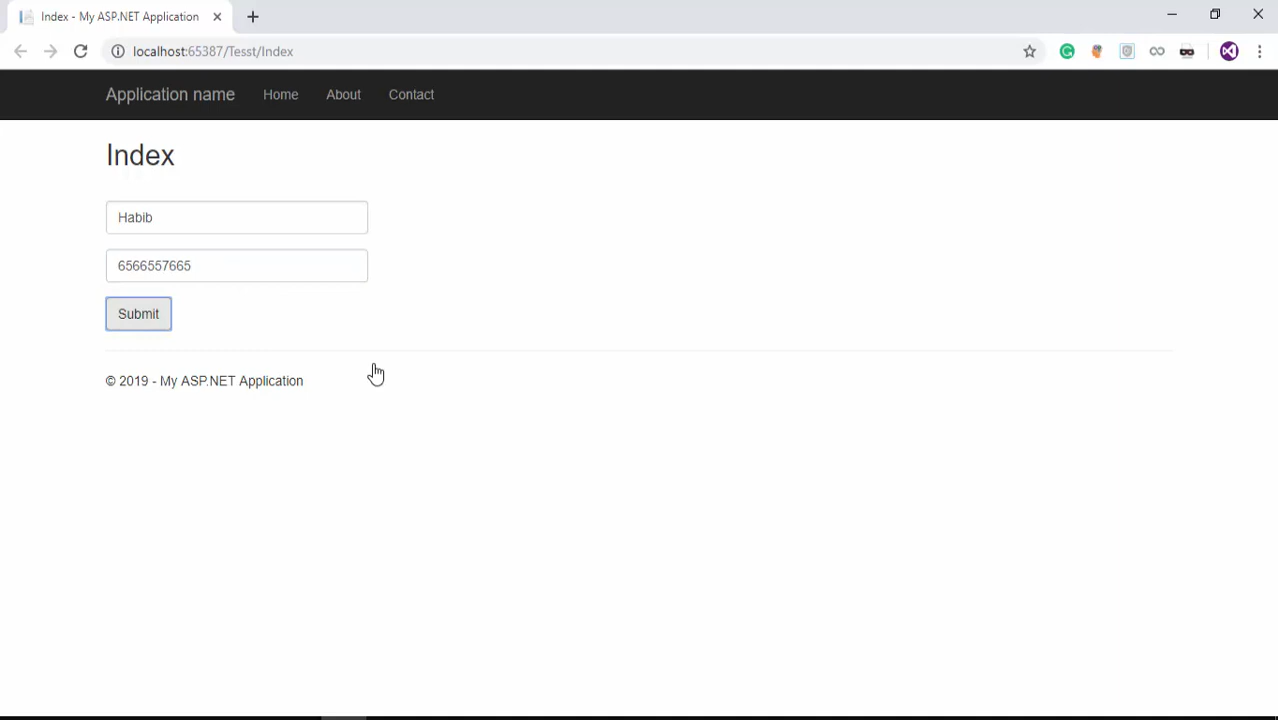 Index - My ASP.NET Application
localhost:65387/Tesst/Index
Application name Home About Contact
Index
Habib
6566557665
Submit
© 2019 - My ASP.NET Application